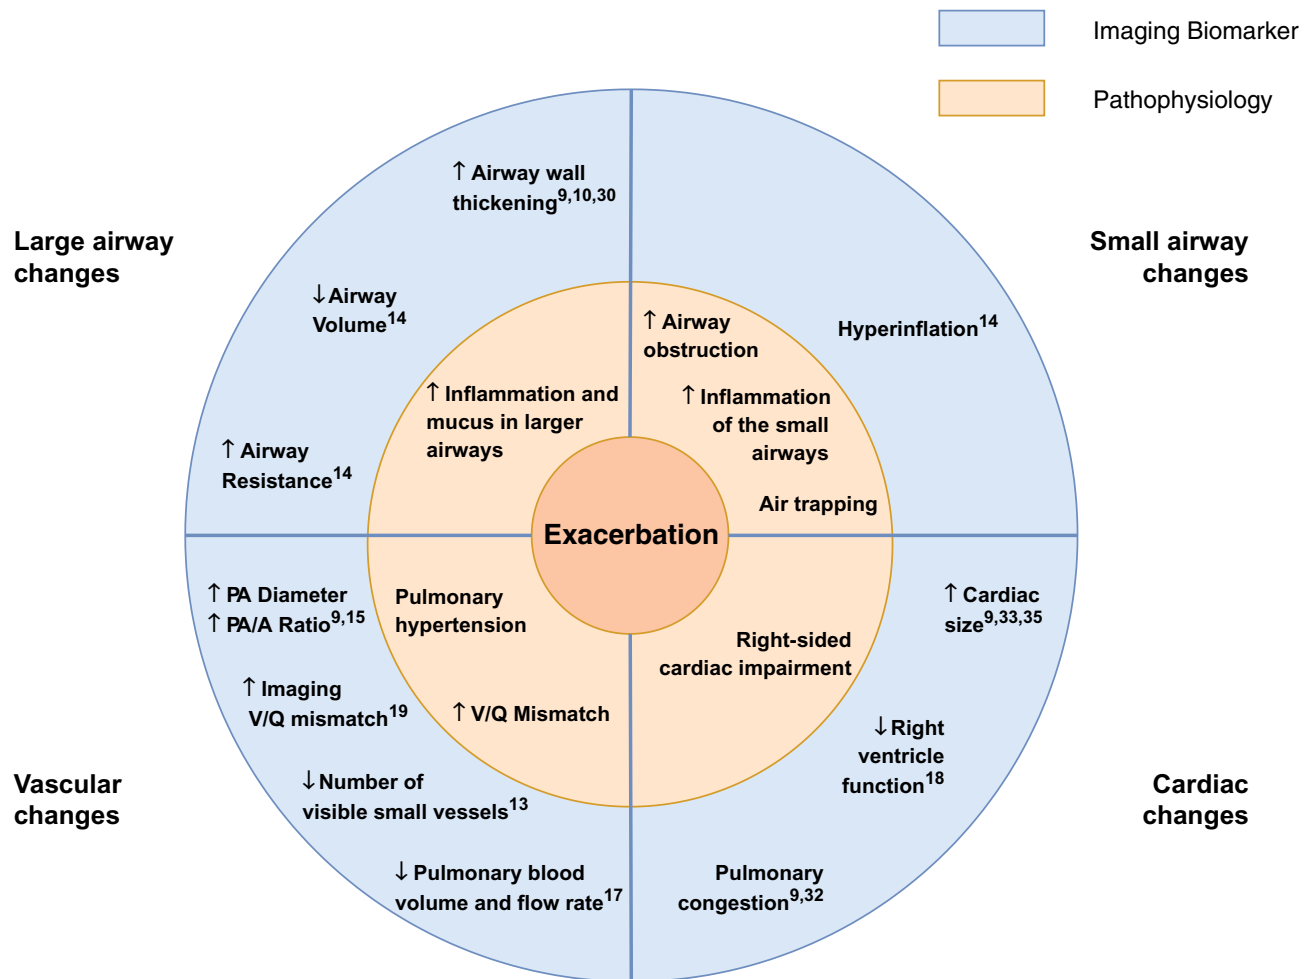 Imaging Biomarker
Pathophysiology
Large airway
changes
↑ Airway wall
thickening9,10,30
↓ Airway
Volume14
↑ Airway
Resistance14
↑ Inflammation and
mucus in larger
airways
Small airway
changes
Hyperinflation14
↑ Airway
obstruction
↑ Inflammation
of the small
airways
Air trapping
Exacerbation
Vascular
changes
↑ PA Diameter
↑ PA/A Ratio9,15
↑ Imaging
V/Q mismatch19
↓ Number of
visible small vessels13
↓ Pulmonary blood
volume and flow rate17
Pulmonary
hypertension
↑ V/Q Mismatch
Cardiac
changes
Right-sided
cardiac impairment
↑ Cardiac
size9,33,35
↓ Right
ventricle
function18
Pulmonary
congestion9,32